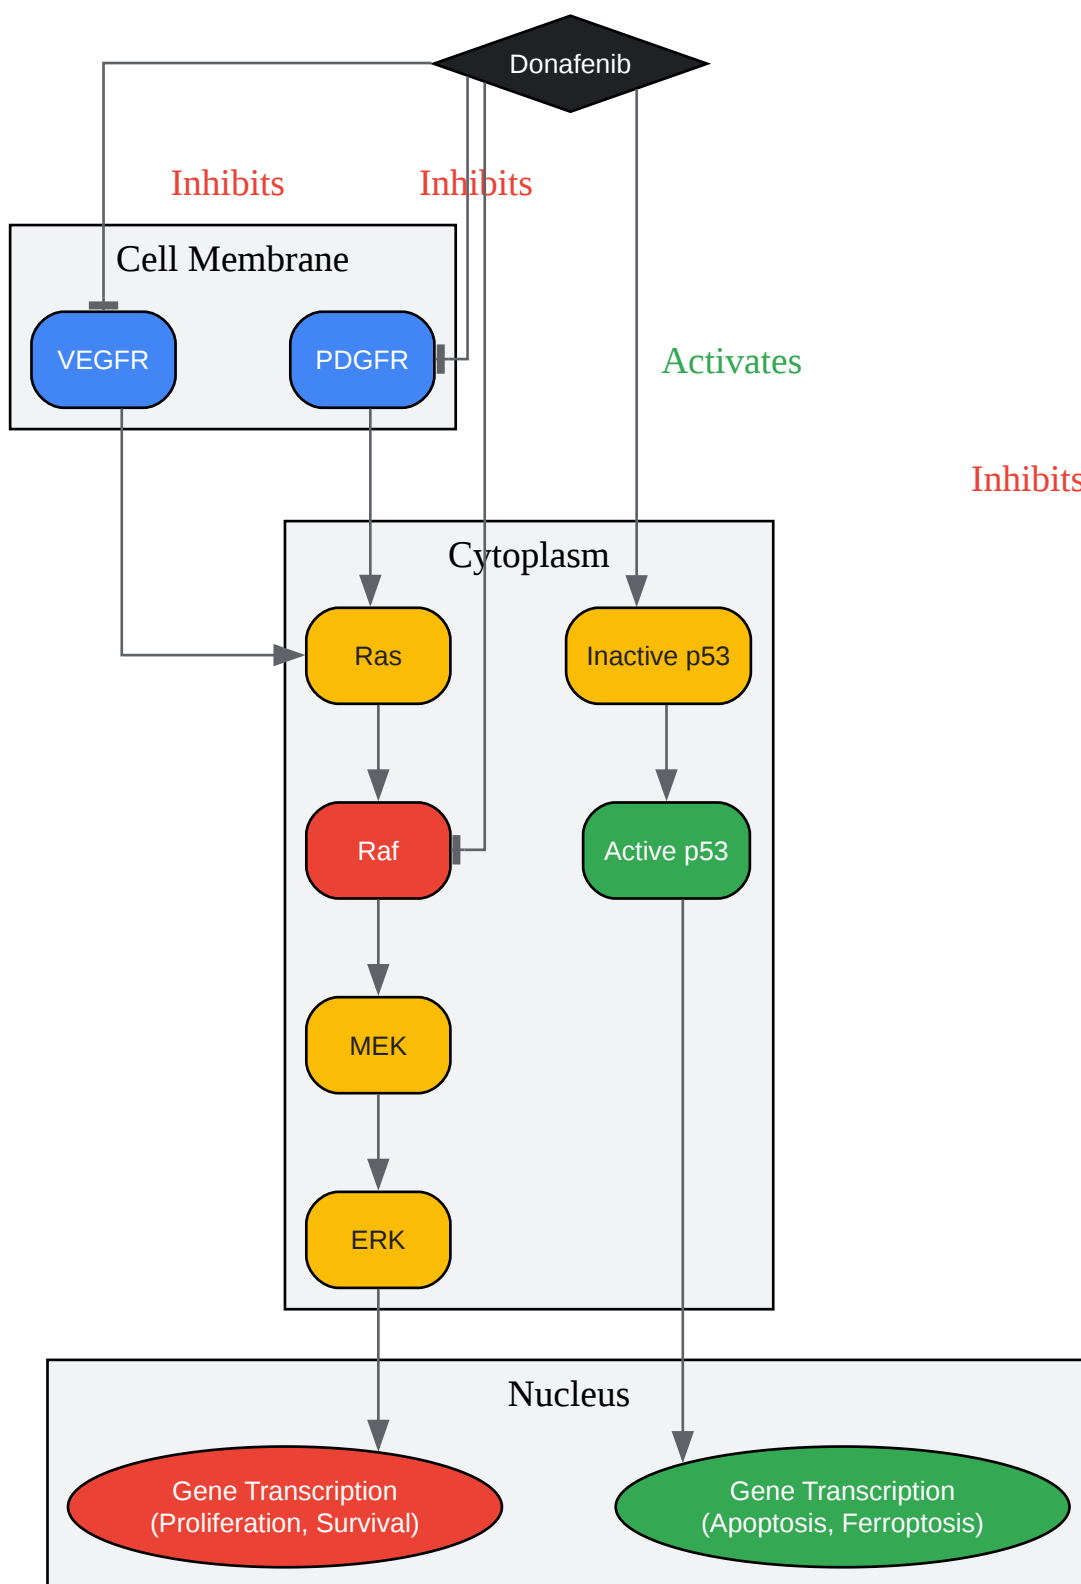 Donafenib
Inhibits
Inhibits
Cell Membrane
VEGFR
PDGFR
Activates
Inhibits
Cytoplasm
Ras
Inactive p53
Raf
Active p53
MEK
ERK
Nucleus
Gene Transcription
(Proliferation, Survival)
Gene Transcription
(Apoptosis, Ferroptosis)